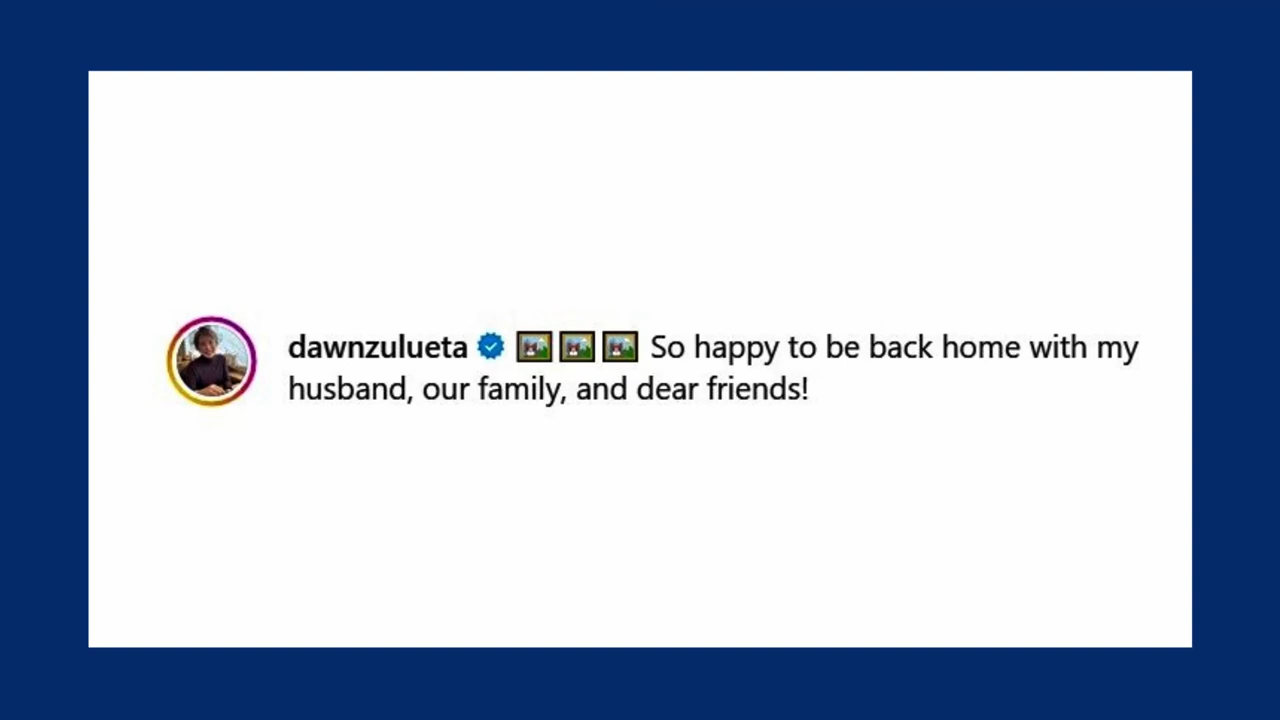 dawnzulueta 🖼️🖼️🖼️ So happy to be back home with my
husband, our family, and dear friends!